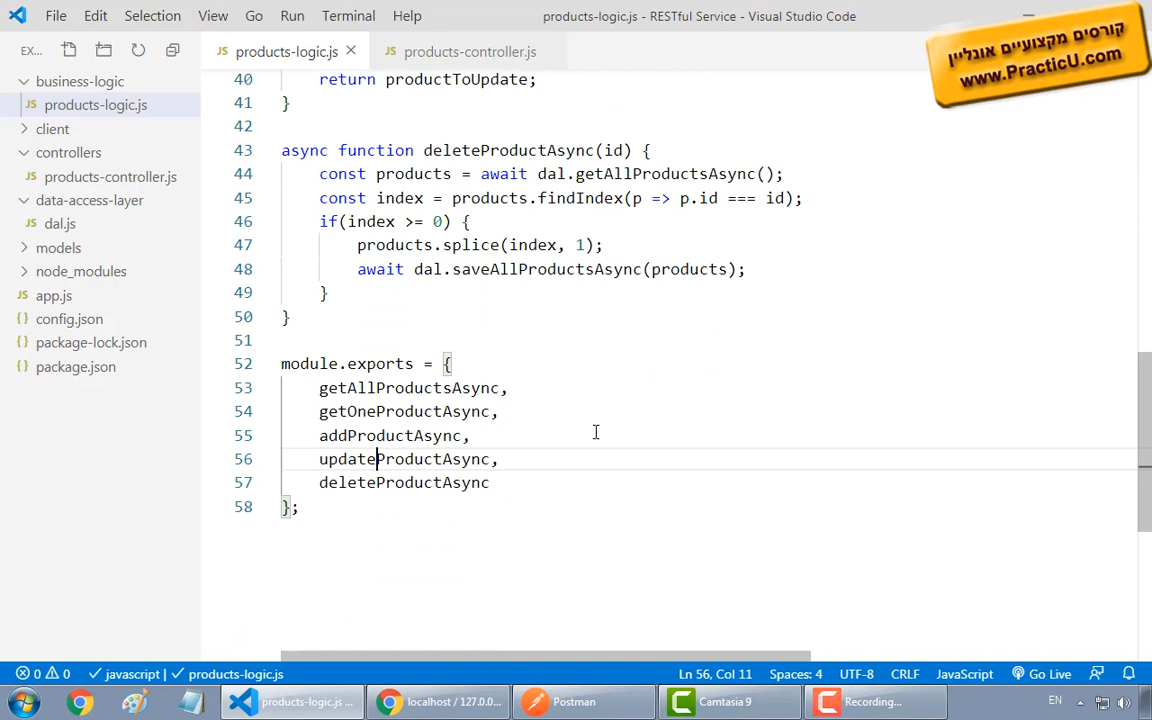 File Edit Selection View Go Run Terminal Help products-logic.js - RESTful Service - Visual Studio Code
קורסים מקצועיים אונליין
www.PracticU.com
EX...
business-logic
JS products-logic.js
client
controllers
JS products-controller.js
data-access-layer
JS dal.js
models
node_modules
JS app.js
{} config.json
{} package-lock.json
{} package.json
JS products-logic.js JS products-controller.js
40 return productToUpdate;
41 }
42
43 async function deleteProductAsync(id) {
44 const products = await dal.getAllProductsAsync();
45 const index = products.findIndex(p => p.id === id);
46 if(index >= 0) {
47 products.splice(index, 1);
48 await dal.saveAllProductsAsync(products);
49 }
50 }
51
52 module.exports = {
53 getAllProductsAsync,
54 getOneProductAsync,
55 addProductAsync,
56 updateProductAsync,
57 deleteProductAsync
58 };
0 0 javascript products-logic.js Ln 56, Col 11 Spaces: 4 UTF-8 CRLF JavaScript Go Live
products-logic.js ... localhost / 127.0.0... Postman Camtasia 9 Recording... EN